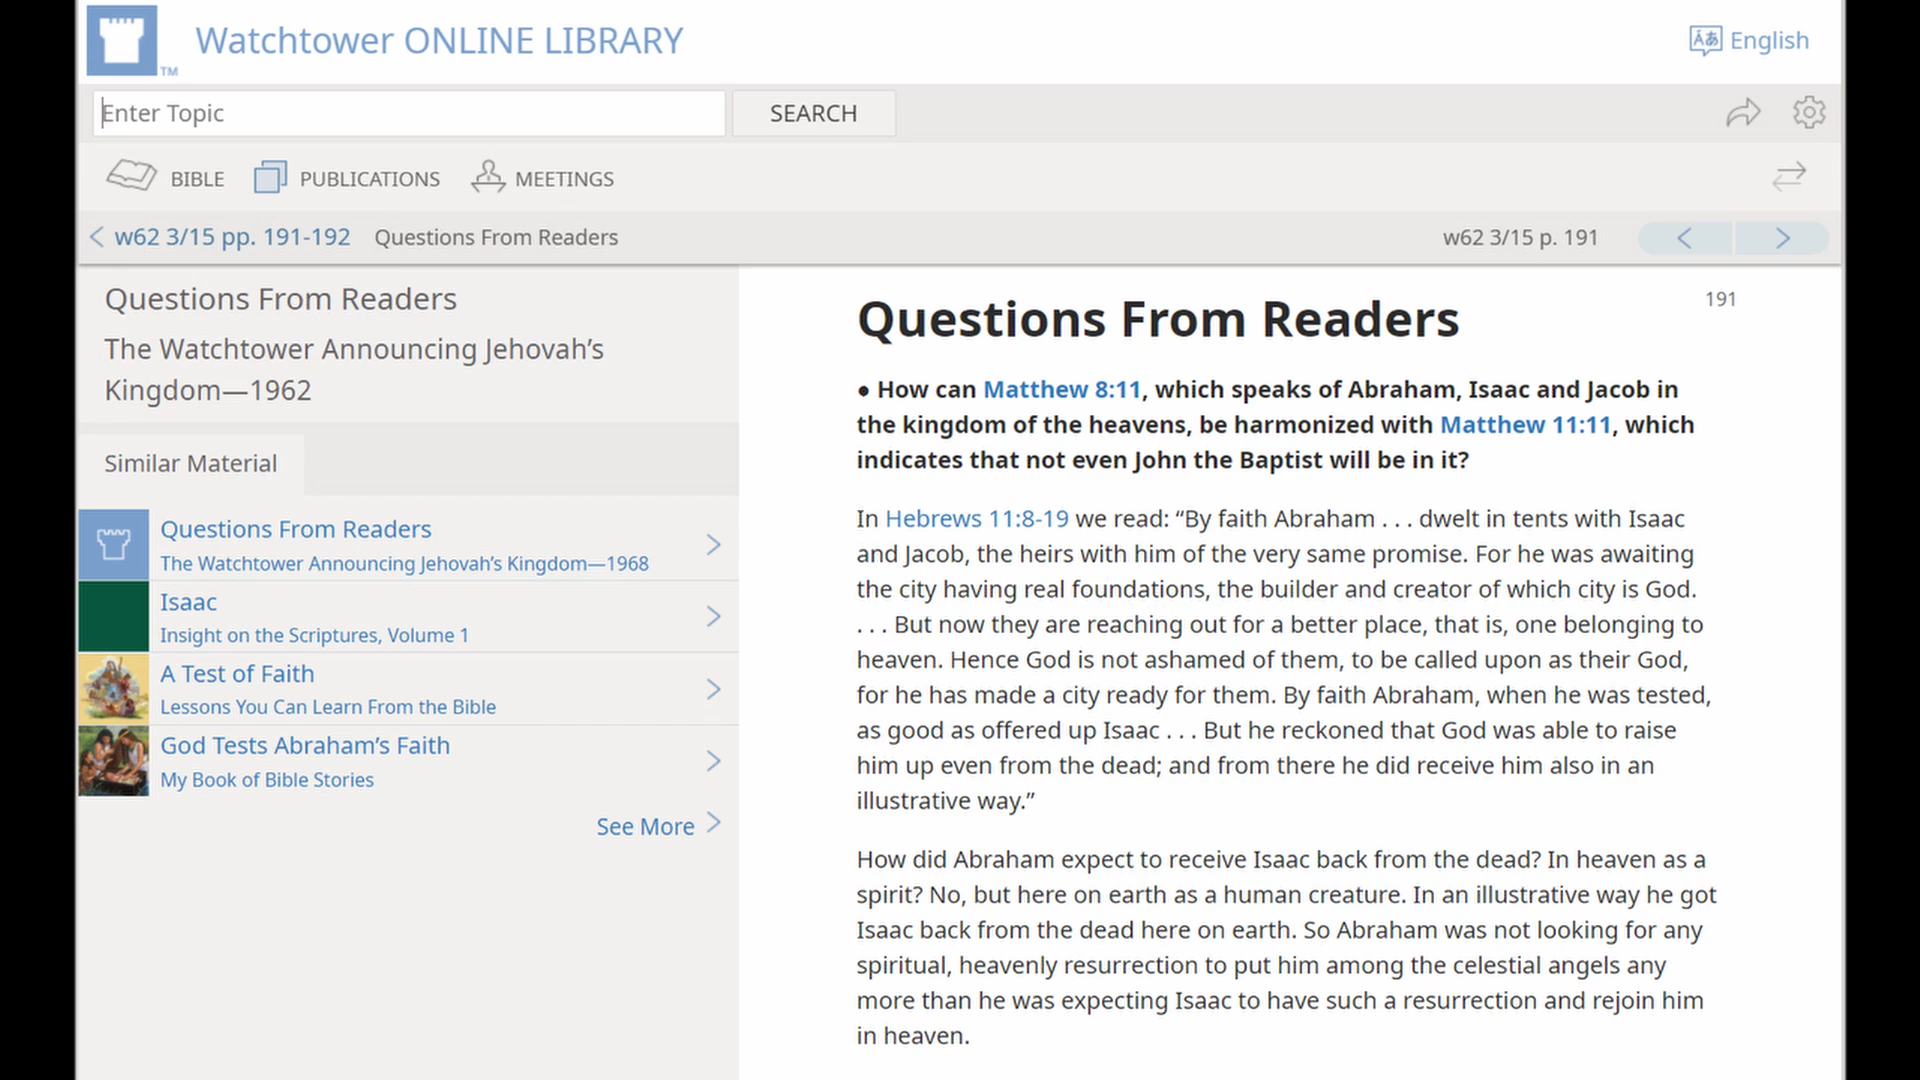 Watchtower ONLINE LIBRARY
TM
English
Enter Topic
SEARCH
BIBLE
PUBLICATIONS
MEETINGS
w62 3/15 pp. 191-192
Questions From Readers
w62 3/15 p. 191
Questions From Readers
The Watchtower Announcing Jehovah’s
Kingdom—1962
Similar Material
Questions From Readers
The Watchtower Announcing Jehovah’s Kingdom—1968
Isaac
Insight on the Scriptures, Volume 1
A Test of Faith
Lessons You Can Learn From the Bible
God Tests Abraham’s Faith
My Book of Bible Stories
See More
191
Questions From Readers
● How can Matthew 8:11, which speaks of Abraham, Isaac and Jacob in
the kingdom of the heavens, be harmonized with Matthew 11:11, which
indicates that not even John the Baptist will be in it?
In Hebrews 11:8-19 we read: “By faith Abraham . . . dwelt in tents with Isaac
and Jacob, the heirs with him of the very same promise. For he was awaiting
the city having real foundations, the builder and creator of which city is God.
. . . But now they are reaching out for a better place, that is, one belonging to
heaven. Hence God is not ashamed of them, to be called upon as their God,
for he has made a city ready for them. By faith Abraham, when he was tested,
as good as offered up Isaac . . . But he reckoned that God was able to raise
him up even from the dead; and from there he did receive him also in an
illustrative way.”
How did Abraham expect to receive Isaac back from the dead? In heaven as a
spirit? No, but here on earth as a human creature. In an illustrative way he got
Isaac back from the dead here on earth. So Abraham was not looking for any
spiritual, heavenly resurrection to put him among the celestial angels any
more than he was expecting Isaac to have such a resurrection and rejoin him
in heaven.